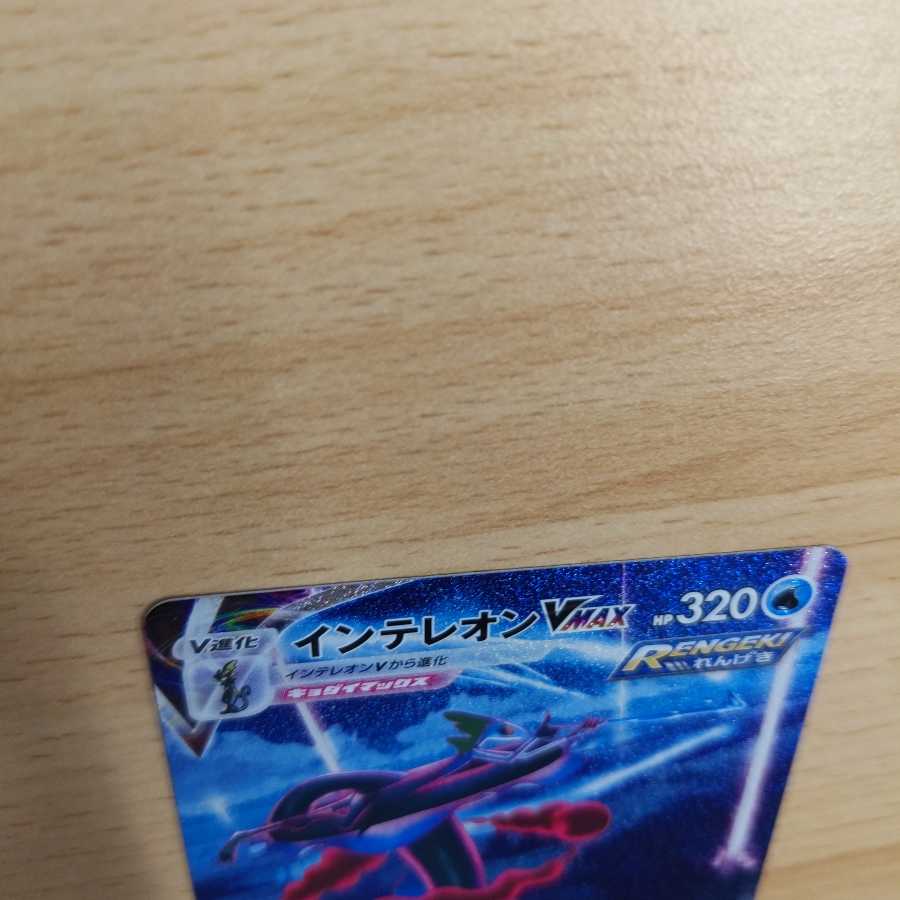 V進化 インテレオンVMAX HP320
インテレオンVから進化 RENGEKI
キョダイマックス れんげき